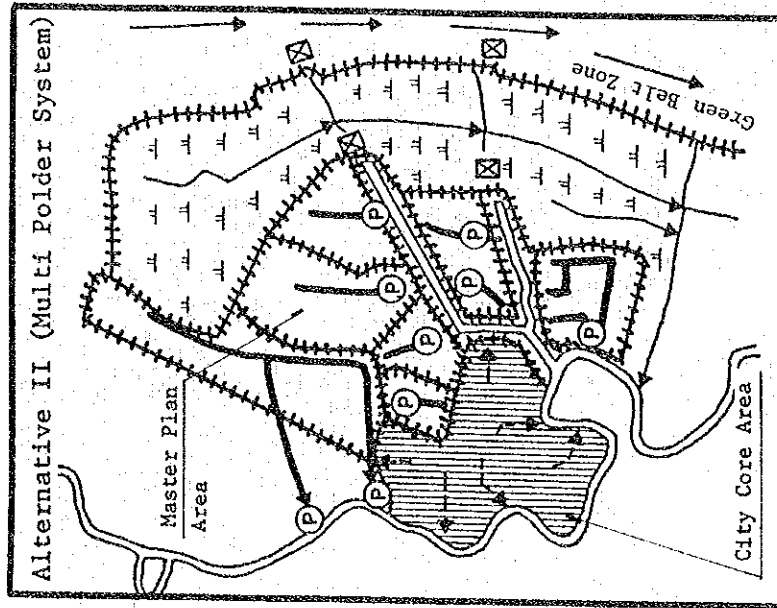 Alternative II (Multi Polder System)
Master Plan
Area
Green Belt Zone
P
P
P
P
P
P
P
P
P
City Core Area